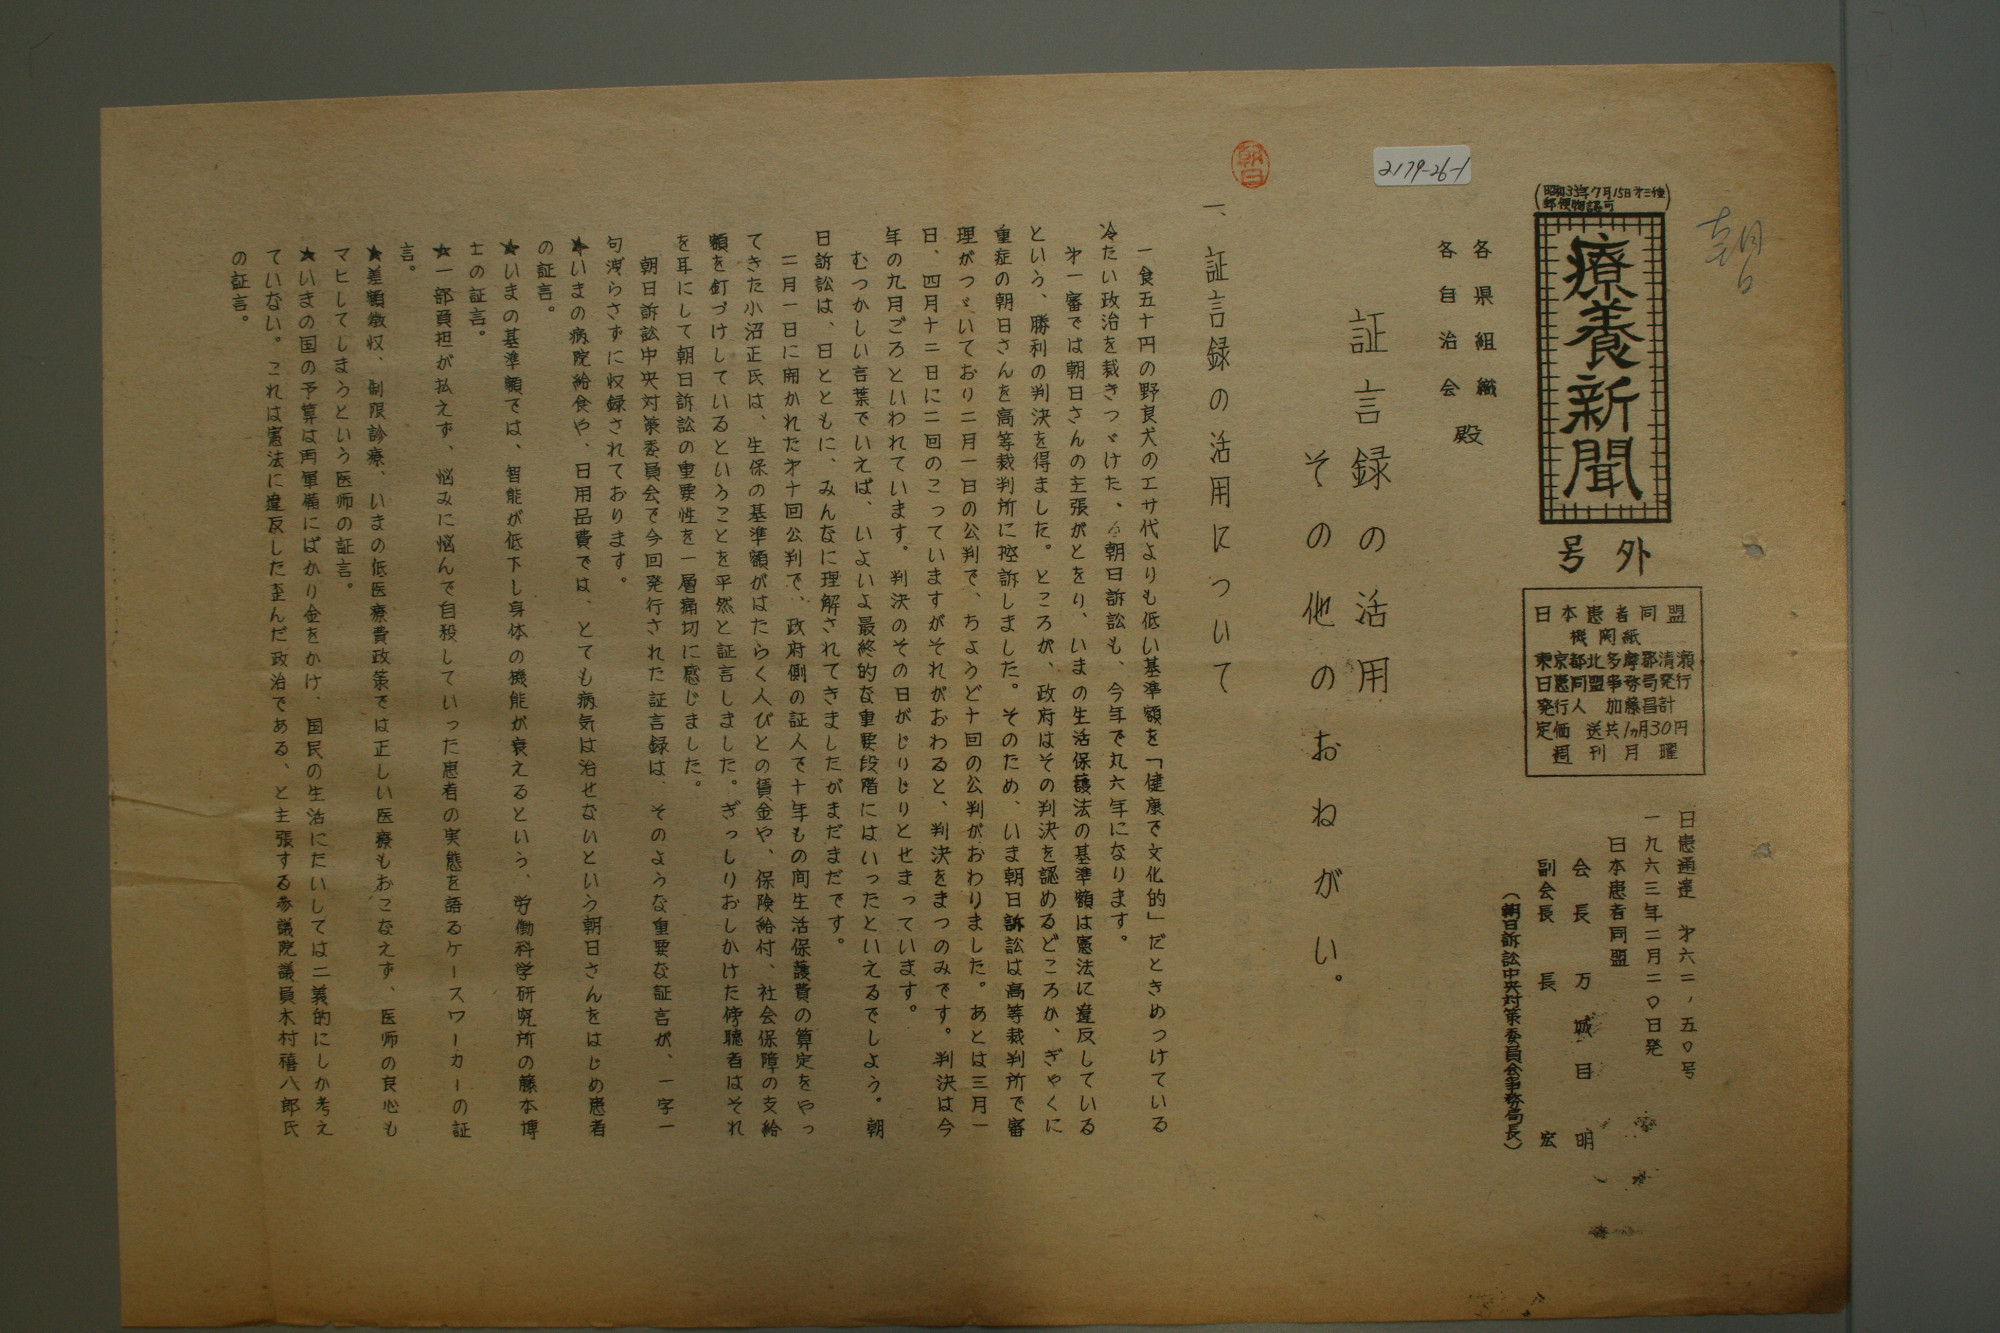 2179-26-1
朝日
(昭和31年7月15日才三種
郵便物認可)
療養新聞
号外
日本患者同盟
機関紙
東京都北多摩郡清瀬
日患同盟事務局発行
発行人 加藤昌計
定価 送共1ヵ月30円
週刊月曜
日患通達 才六二ノ五〇号
一九六三年二月二〇日発
日本患者同盟
会長 万城目明
副会長 長宏
(朝日訴訟中央対策委員会事務局長)
各県組織
各自治会 殿
証言録の活用
その他のおねがい。
一、証言録の活用について
一食五十円の野良犬のエサ代よりも低い基準額を「健康で文化的」だときめっけている
冷たい政治を裁きつゞけた、朝日訴訟も、今年で丸六年になります。
才一審では朝日さんの主張がとをり、いまの生活保護法の基準額は憲法に違反している
という、勝利の判決を得ました。ところが、政府はその判決を認めるどころか、ぎゃくに
重症の朝日さんを高等裁判所に控訴しました。そのため、いま朝日訴訟は高等裁判所で審
理がつゞいており二月一日の公判で、ちょうど十回の公判がおわりました。あとは三月一
日、四月十二日に二回のこっていますがそれがおわると、判決をまつのみです。判決は今
年の九月ごろといわれています。判決のその日がじりじりとせまっています。
むつかしい言葉でいえば、いよいよ最終的な重要段階にはいったといえるでしよう。朝
日訴訟は、日とともに、みんなに理解されてきましたがまだまだです。
二月一日に開かれた才十回公判で、政府側の証人で十年もの間生活保護費の算定をやっ
てきた小沼正氏は、生保の基準額がはたらく人びとの賃金や、保険給付、社会保障の支給
額を釘づけしているということを平然と証言しました。ぎっしりおしかけた傍聴者はそれ
を耳にして朝日訴訟の重要性を一層痛切に感じました。
朝日訴訟中央対策委員会で今回発行された証言録は、そのような重要な証言が、一字一
句洩らさずに収録されております。
★いまの病院給食や、日用品費では、とても病気は治せないという朝日さんをはじめ患者
の証言。
★いまの基準額では、智能が低下し身体の機能が衰えるという、労働科学研究所の藤本博
士の証言。
★一部負担が払えず、悩みに悩んで自殺していった患者の実態を語るケースワーカーの証
言。
★差額徴収、制限診療、いまの低医療費政策では正しい医療もおこなえず、医師の良心も
マヒしてしまうという医師の証言。
★いまの国の予算は再軍備にばかり金をかけ、国民の生活にたいしては二義的にしか考え
ていない。これは憲法に違反した歪んだ政治である、と主張する参議院議員木村禧八郎氏
の証言。